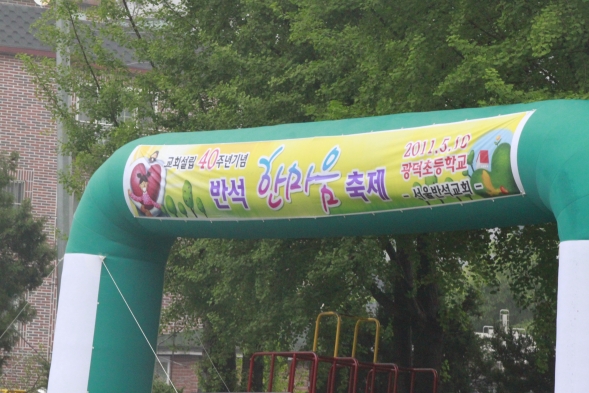 교회설립 40주년기념
반석 한마음 축제
2011.5.10
광덕초등학교
- 서울반석교회 -